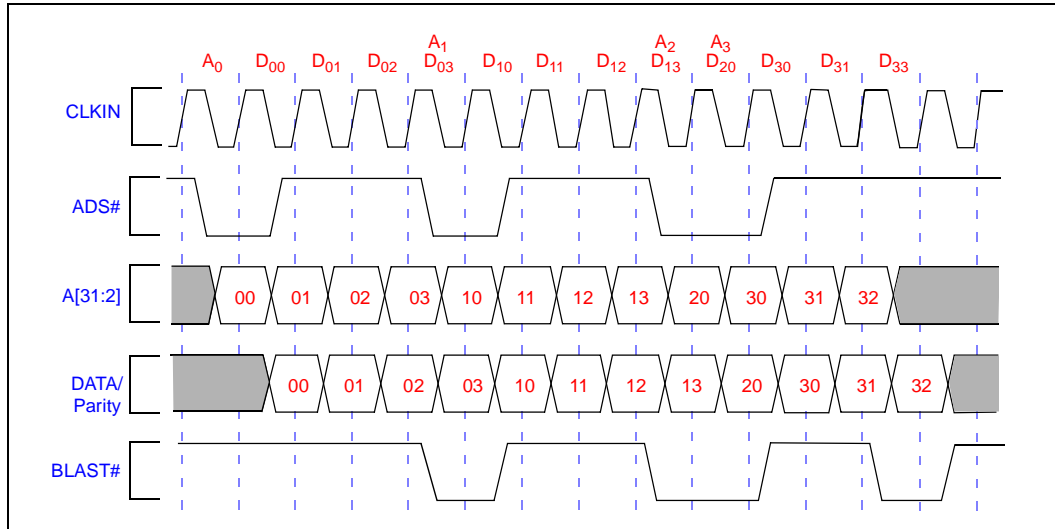 A₁ A₂ A₃
A₀ D₀₀ D₀₁ D₀₂ D₀₃ D₁₀ D₁₁ D₁₂ D₁₃ D₂₀ D₃₀ D₃₁ D₃₃
CLKIN
ADS#
A[31:2] 00 01 02 03 10 11 12 13 20 30 31 32
DATA/ 00 01 02 03 10 11 12 13 20 30 31 32
Parity
BLAST#